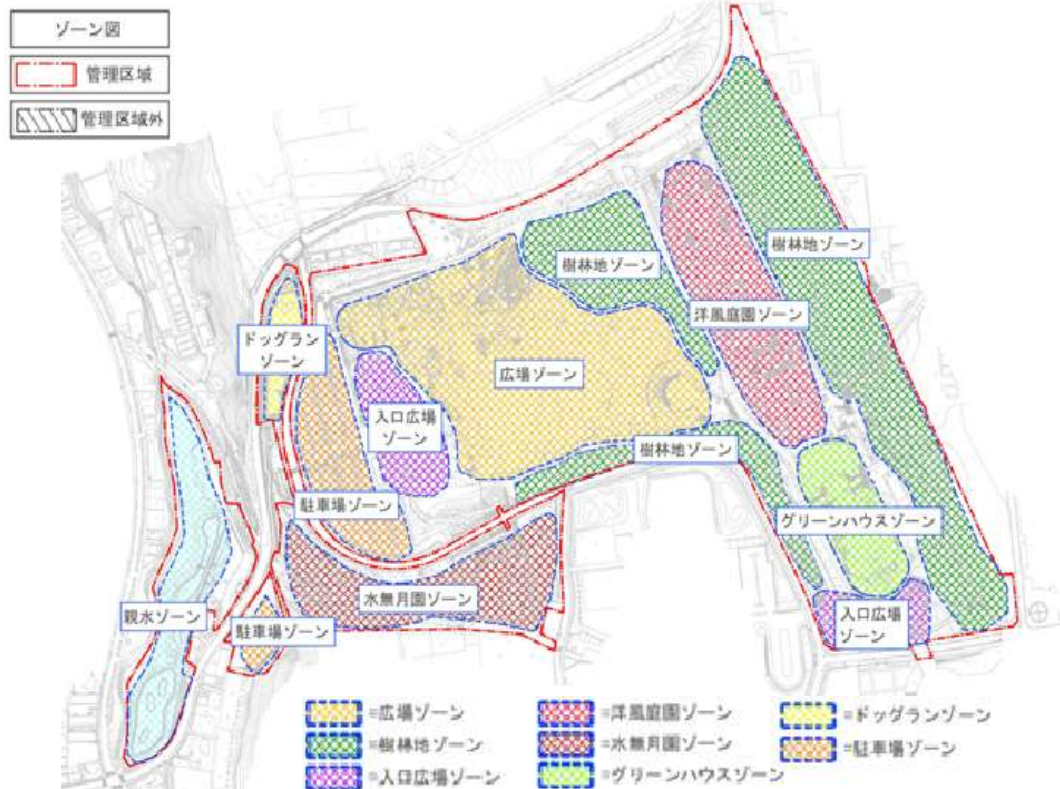 ゾーン図
管理区域
管理区域外
樹林地ゾーン
樹林地ゾーン
洋風庭園ゾーン
ドッグラン
ゾーン
広場ゾーン
入口広場
ゾーン
樹林地ゾーン
駐車場ゾーン
グリーンハウスゾーン
水無月園ゾーン
親水ゾーン
駐車場ゾーン
入口広場
ゾーン
=広場ゾーン
=洋風庭園ゾーン
=ドッグランゾーン
=樹林地ゾーン
=水無月園ゾーン
=駐車場ゾーン
=入口広場ゾーン
=グリーンハウスゾーン